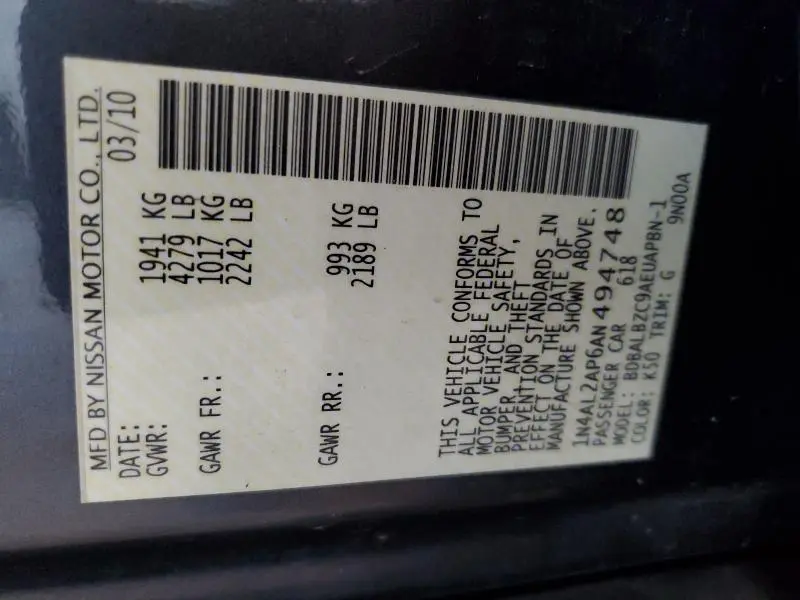 MFD BY NISSAN MOTOR CO., LTD.
DATE: 03/10
GVWR: 1941 KG
4279 LB
GAWR FR.: 1017 KG
2242 LB
GAWR RR.: 993 KG
2189 LB
THIS VEHICLE CONFORMS TO
ALL APPLICABLE FEDERAL
MOTOR VEHICLE SAFETY,
BUMPER, AND THEFT
PREVENTION STANDARDS IN
EFFECT ON THE DATE OF
MANUFACTURE SHOWN ABOVE.
1N4AL2AP6AN494748
PASSENGER CAR 618
MODEL: BDBALBZC9AEUAPBN-1
COLOR: K50 TRIM: G 9N00A